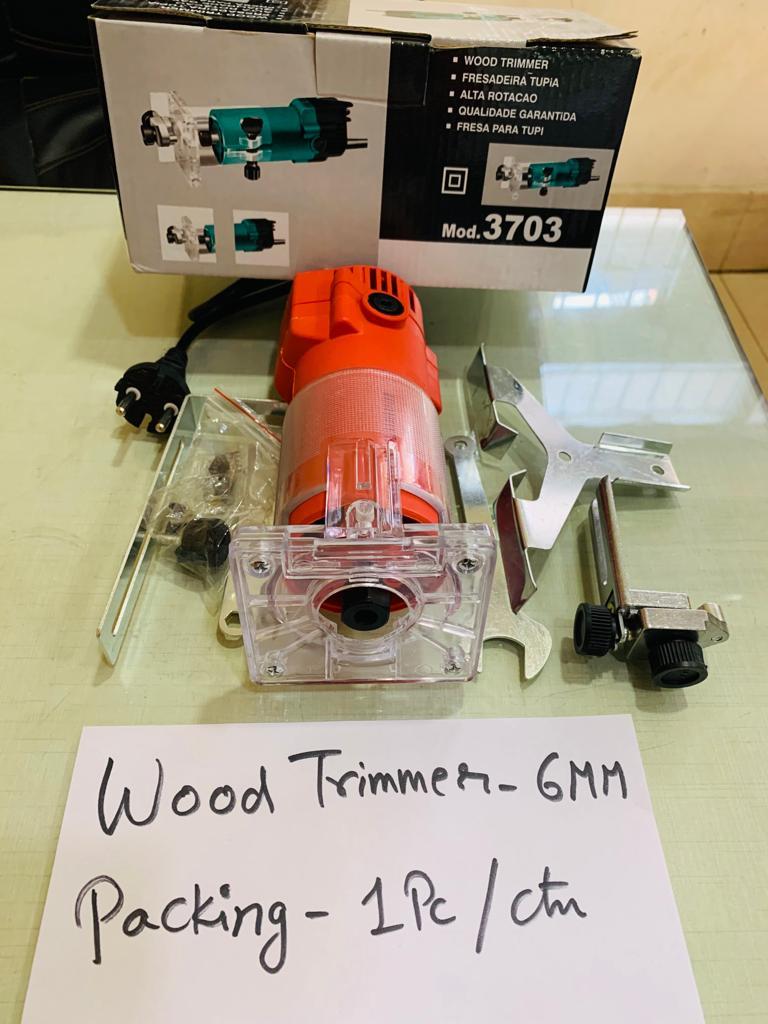 WOOD TRIMMER
FRESADEIRA TUPIA
ALTA ROTACAO
QUALIDADE GARANTIDA
FRESA PARA TUPI
Mod.3703
Wood Trimmer- 6MM
Packing- 1Pc/ctn